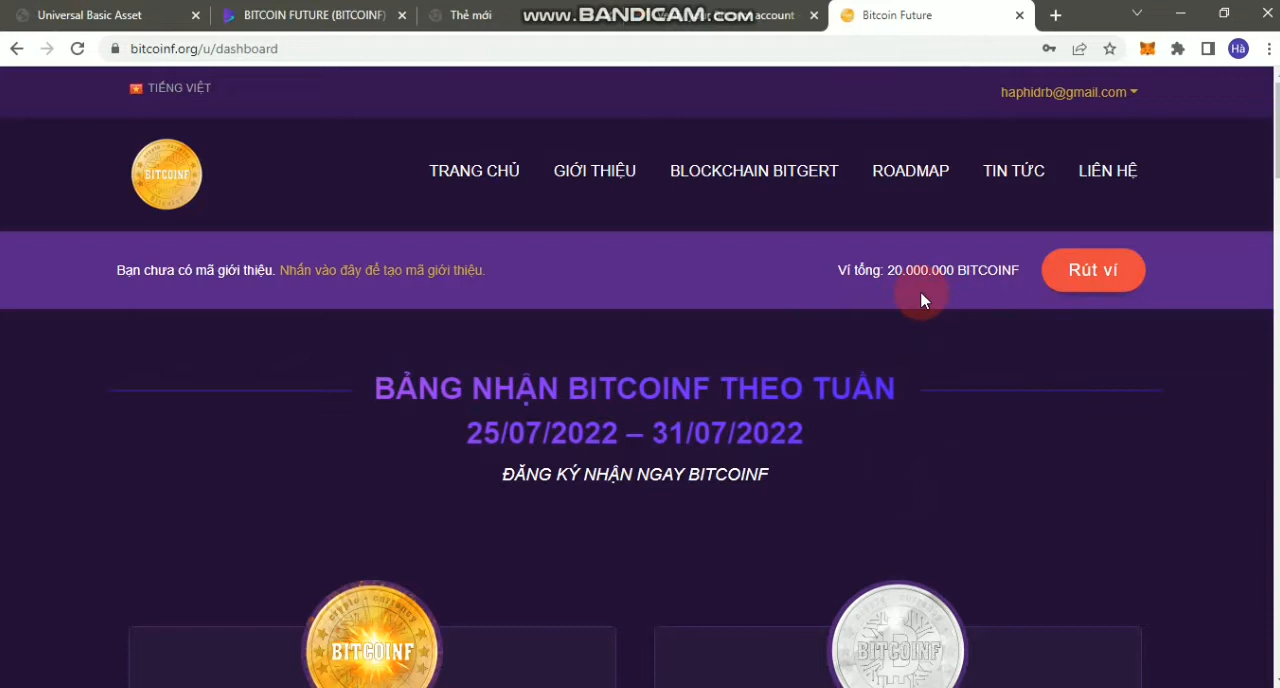 Universal Basic Asset
BITCOIN FUTURE (BITCOINF)
Thẻ mới
www.BANDICAM.com
account
Bitcoin Future
bitcoinf.org/u/dashboard
Hà
TIẾNG VIỆT
haphidrb@gmail.com
BITCOINF
TRANG CHỦ
GIỚI THIỆU
BLOCKCHAIN BITGERT
ROADMAP
TIN TỨC
LIÊN HỆ
Bạn chưa có mã giới thiệu. Nhấn vào đây để tạo mã giới thiệu.
Ví tổng: 20.000.000 BITCOINF
Rút ví
BẢNG NHẬN BITCOINF THEO TUẦN
25/07/2022 – 31/07/2022
ĐĂNG KÝ NHẬN NGAY BITCOINF
crypto • currency
BITCOINF
BITCOINF